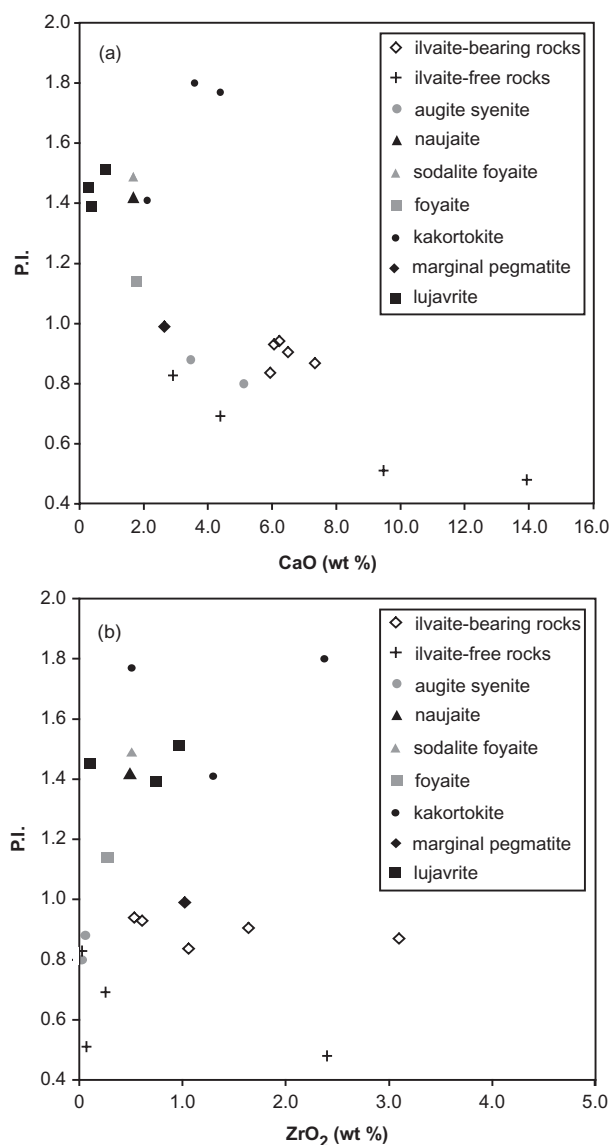 2.0
(a)
1.8
1.6
1.4
1.2
1.0
0.8
0.6
0.4
P.I.
ilvaite-bearing rocks
ilvaite-free rocks
augite syenite
naujaite
sodalite foyaite
foyaite
kakortokite
marginal pegmatite
lujavrite
0 2.0 4.0 6.0 8.0 10.0 12.0 14.0 16.0
CaO (wt %)
2.0
(b)
1.8
1.6
1.4
1.2
1.0
0.8
0.6
0.4
P.I.
ilvaite-bearing rocks
ilvaite-free rocks
augite syenite
naujaite
sodalite foyaite
foyaite
kakortokite
marginal pegmatite
lujavrite
0 1.0 2.0 3.0 4.0 5.0
ZrO₂ (wt %)